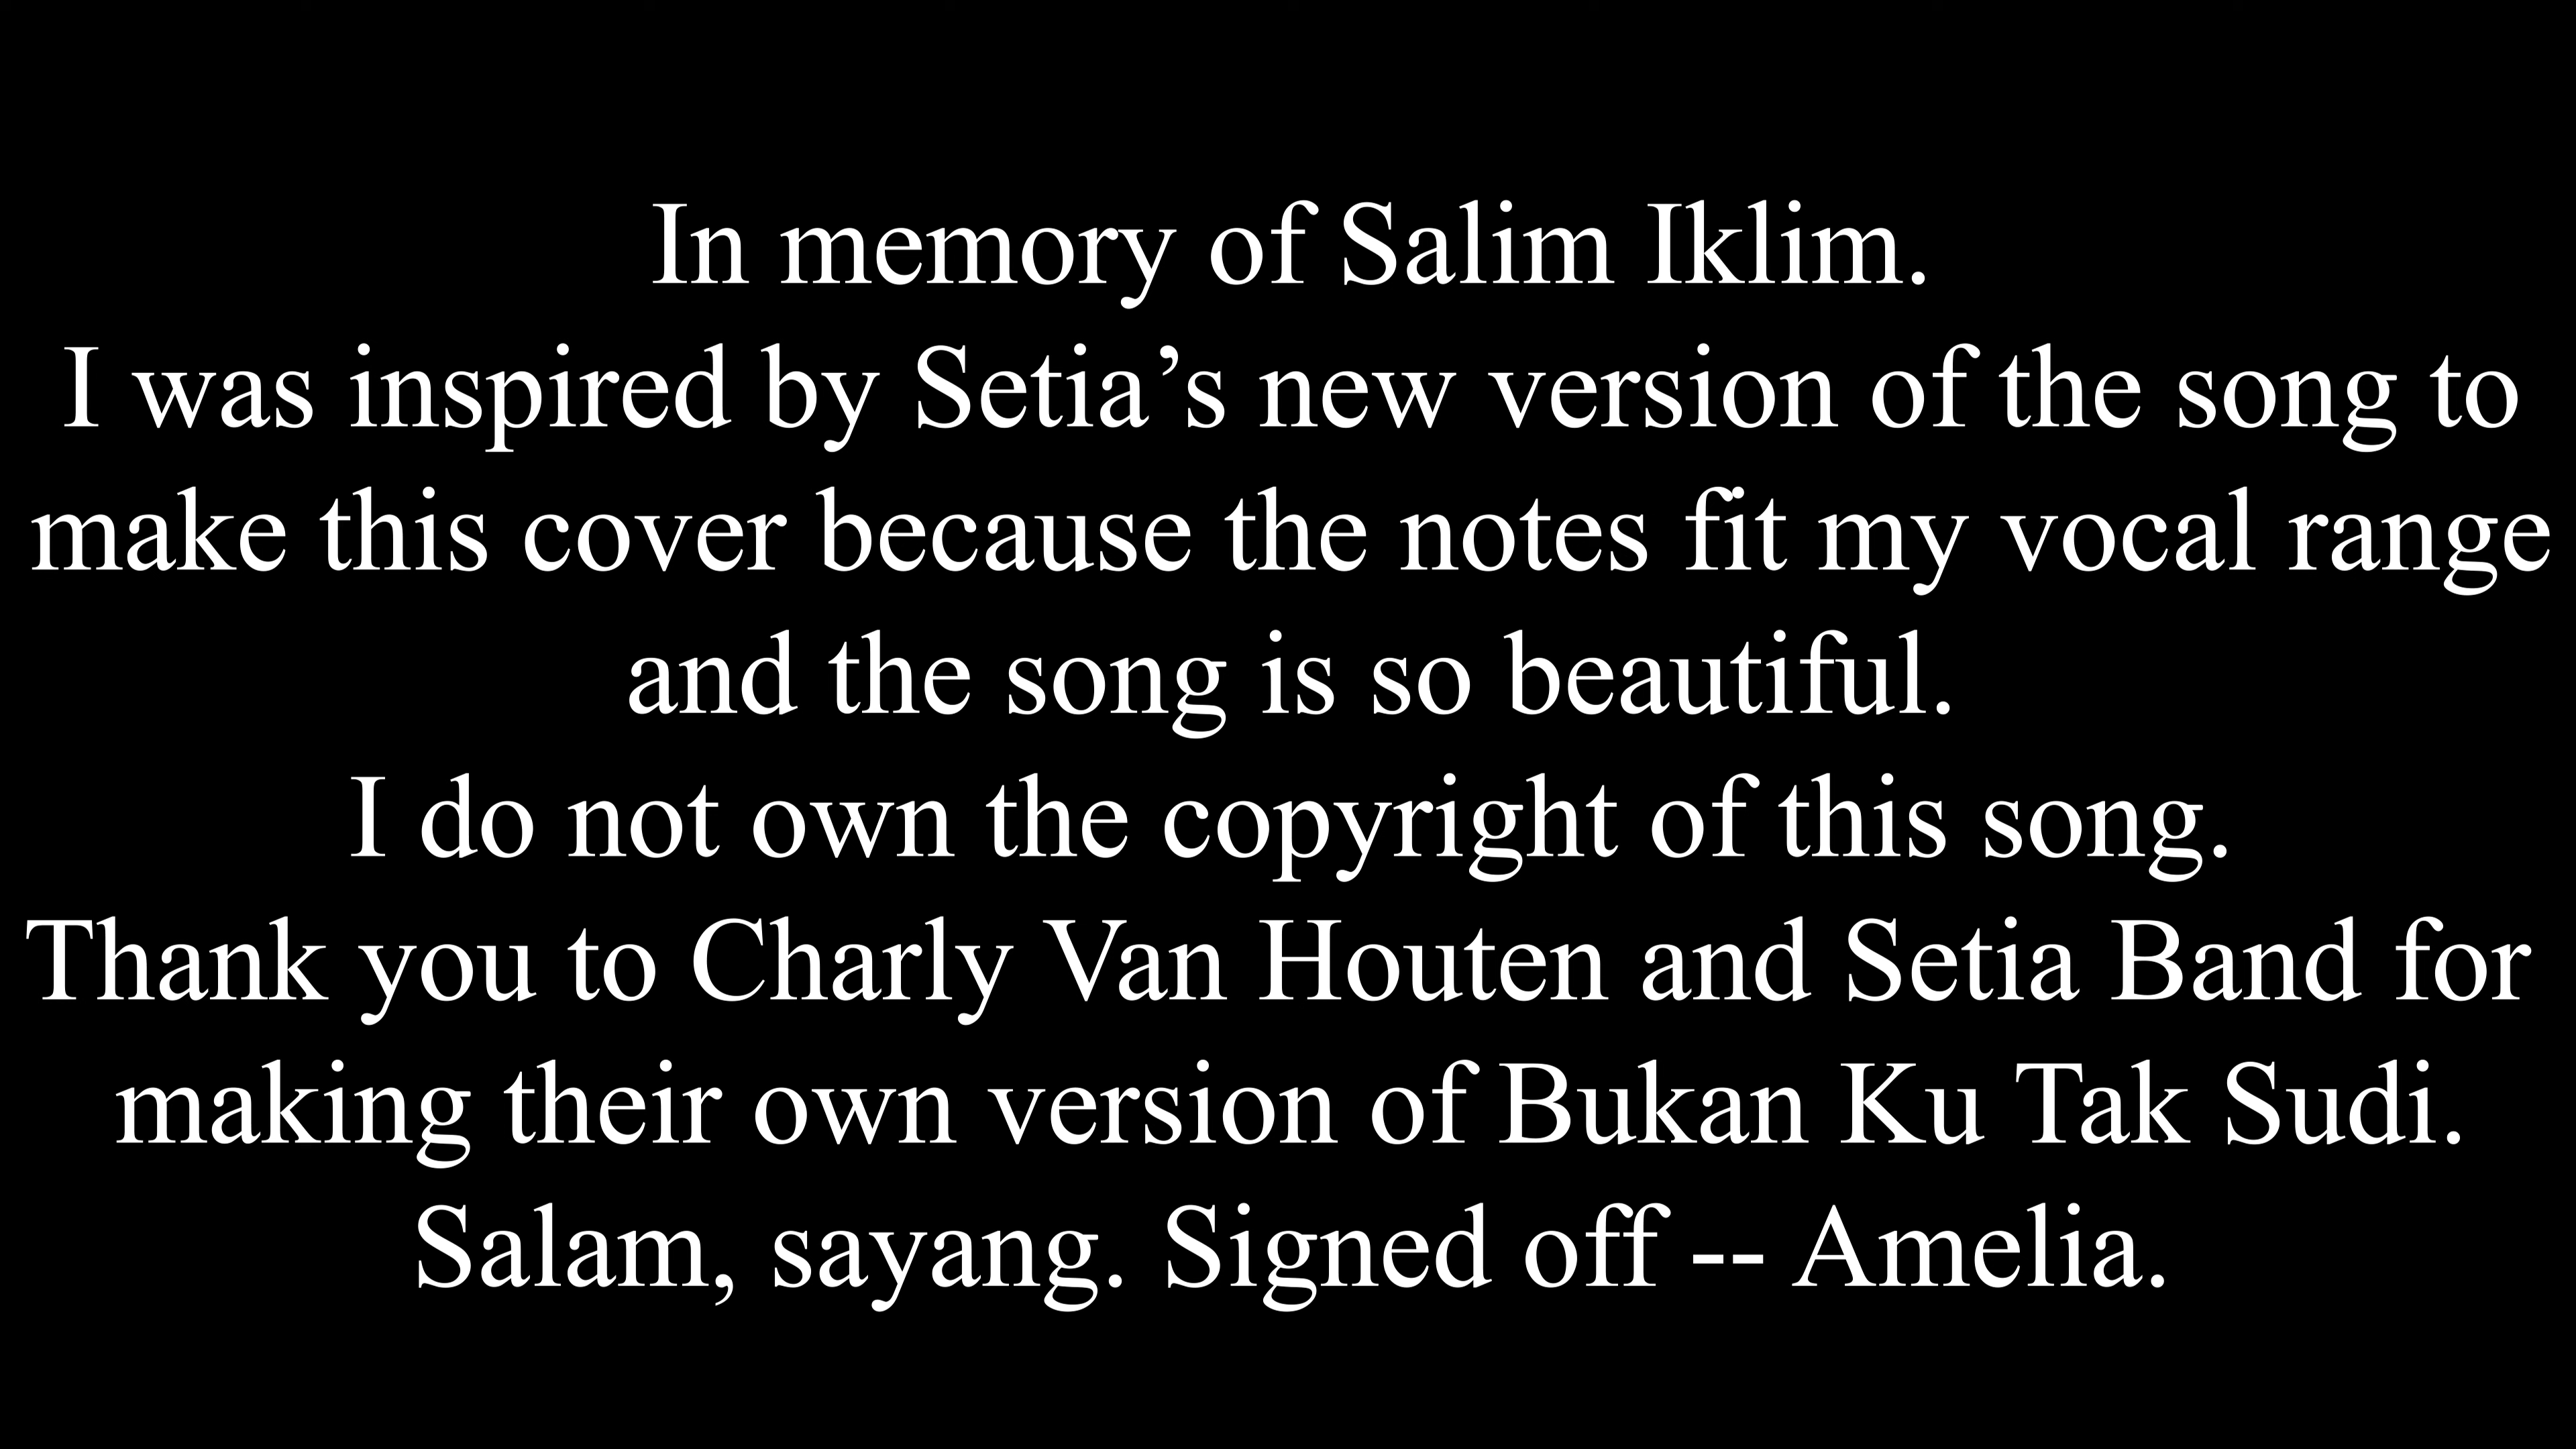 In memory of Salim Iklim.
I was inspired by Setia’s new version of the song to
make this cover because the notes fit my vocal range
and the song is so beautiful.
I do not own the copyright of this song.
Thank you to Charly Van Houten and Setia Band for
making their own version of Bukan Ku Tak Sudi.
Salam, sayang. Signed off -- Amelia.